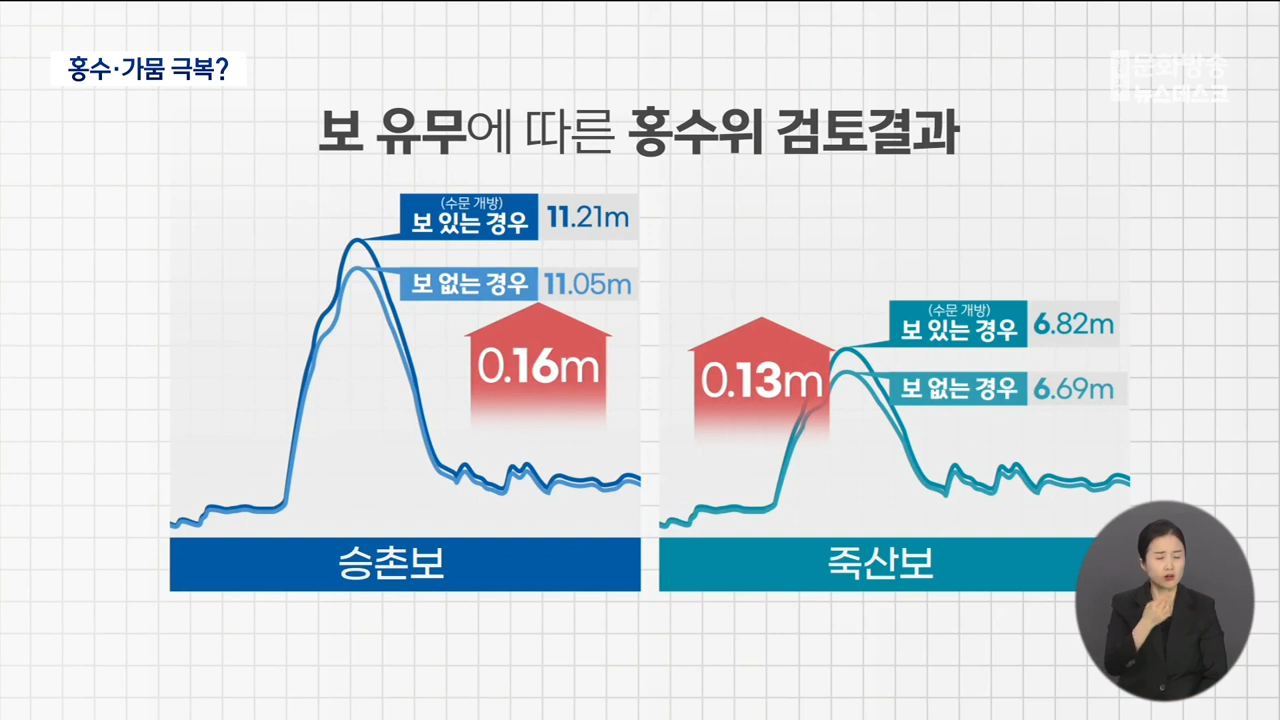 홍수·가뭄 극복?
문화방송
뉴스데스크
보 유무에 따른 홍수위 검토결과
(수문 개방)
보 있는 경우 11.21m
보 없는 경우 11.05m
0.16m
승촌보
(수문 개방)
보 있는 경우 6.82m
보 없는 경우 6.69m
0.13m
죽산보